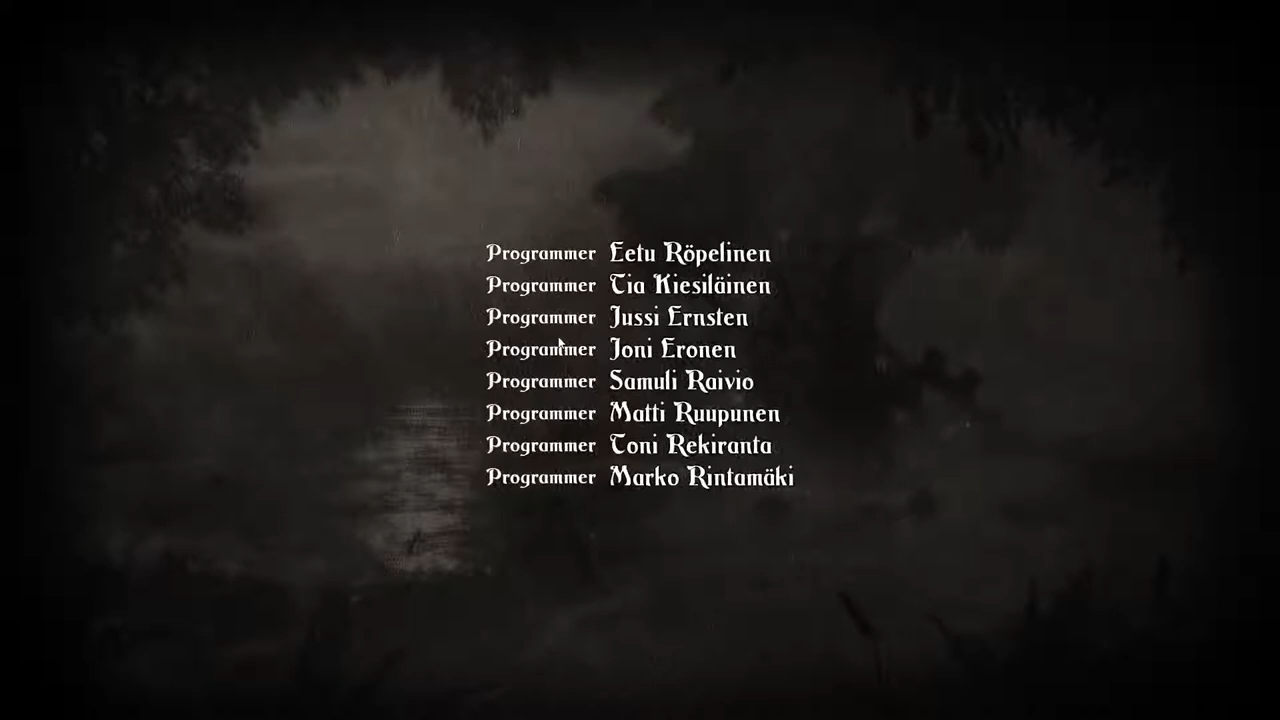 Programmer Eetu Röpelinen
Programmer Tia Kiesiläinen
Programmer Jussi Ernsten
Programmer Joni Eronen
Programmer Samuli Raivio
Programmer Matti Ruupunen
Programmer Toni Rekiranta
Programmer Marko Rintamäki